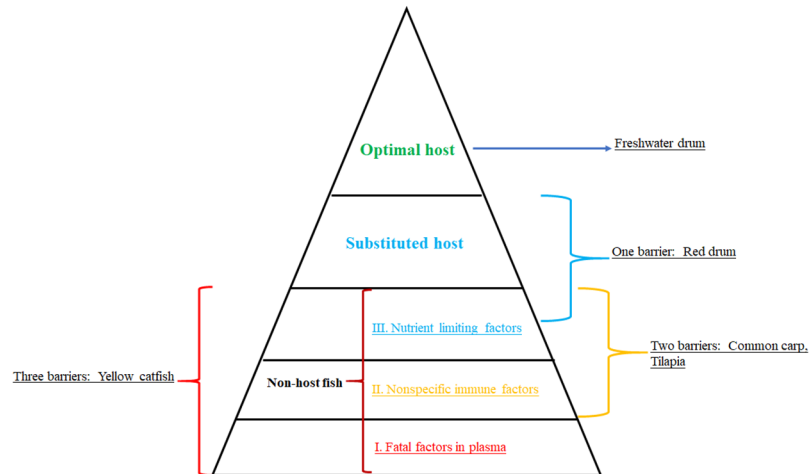 Optimal host
Freshwater drum
Substituted host
One barrier: Red drum
III. Nutrient limiting factors
Two barriers: Common carp,
Tilapia
Three barriers: Yellow catfish
Non-host fish
II. Nonspecific immune factors
I. Fatal factors in plasma